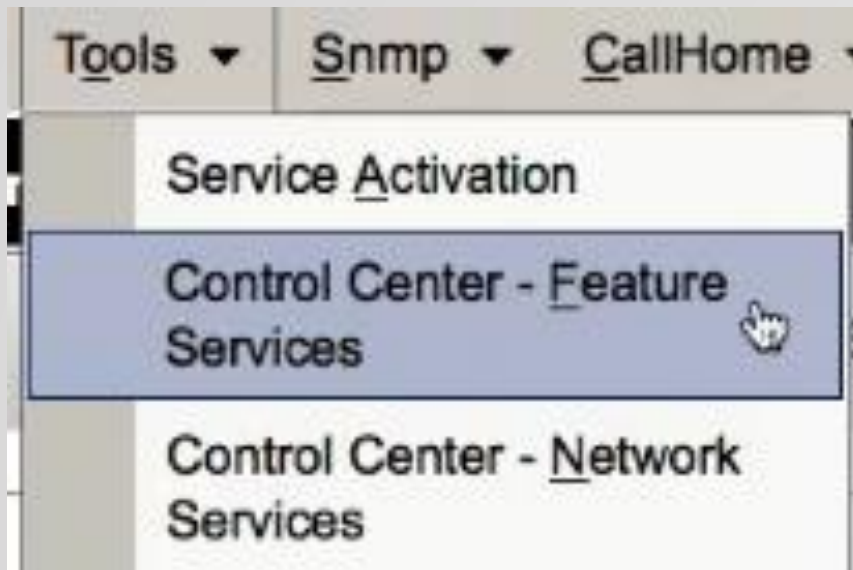 Tools Snmp CallHome
Service Activation
Control Center - Feature
Services
Control Center - Network
Services